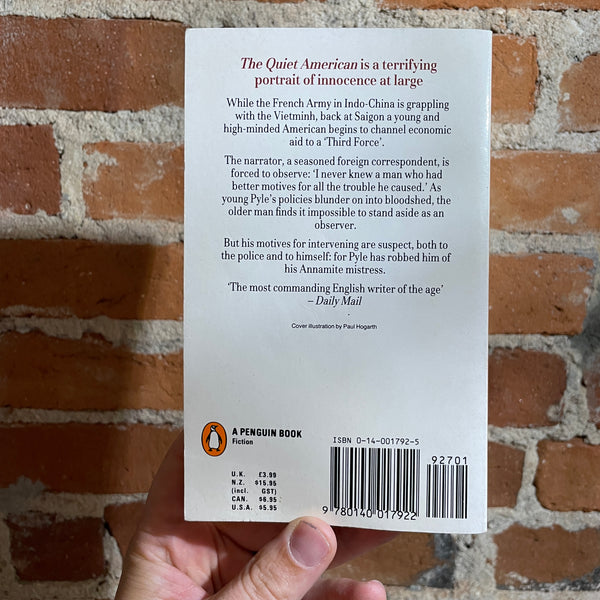 The Quiet American is a terrifying
portrait of innocence at large
While the French Army in Indo-China is grappling
with the Vietminh, back at Saigon a young and
high-minded American begins to channel economic
aid to a ‘Third Force’.
The narrator, a seasoned foreign correspondent, is
forced to observe: ‘I never knew a man who had
better motives for all the trouble he caused.’ As
young Pyle’s policies blunder on into bloodshed, the
older man finds it impossible to stand aside as an
observer.
But his motives for intervening are suspect, both to
the police and to himself: for Pyle has robbed him of
his Annamite mistress.
‘The most commanding English writer of the age’
– Daily Mail
Cover illustration by Paul Hogarth
A PENGUIN BOOK
Fiction
U.K. £3.99
N.Z. $15.95
(incl. GST)
CAN. $6.95
U.S.A. $5.95
ISBN 0-14-001792-5
92701
9 780140 017922